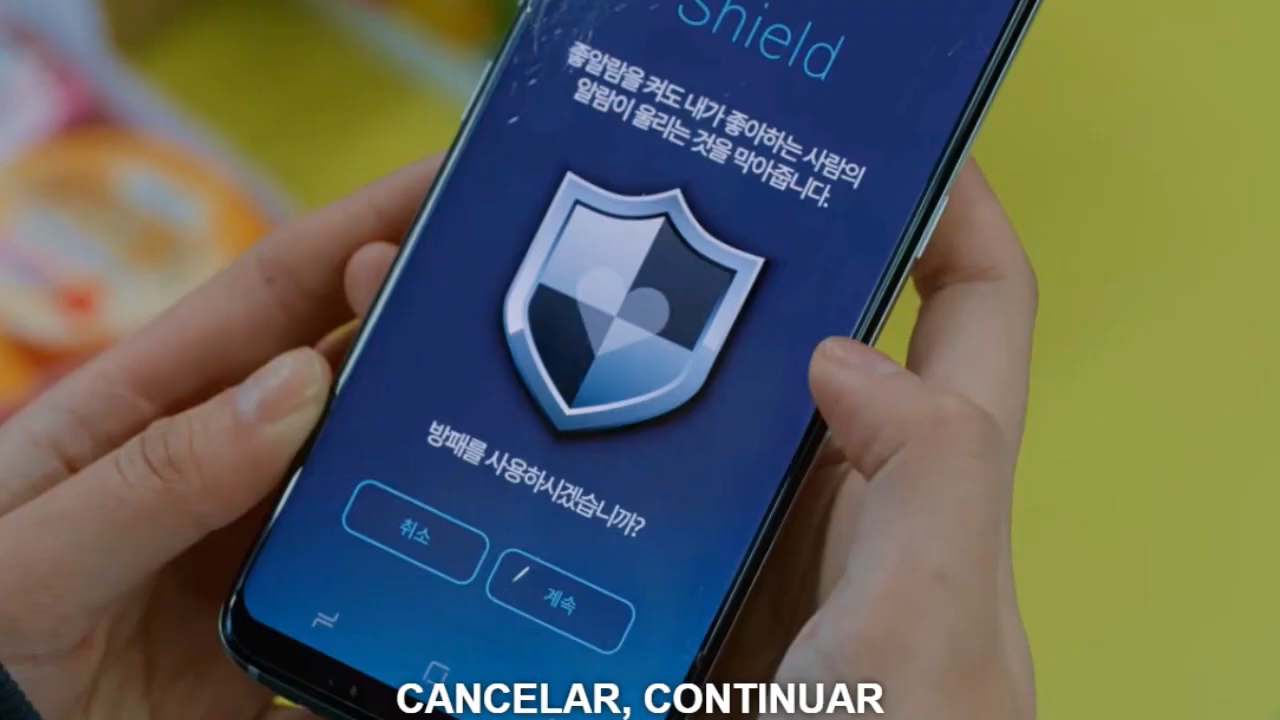 Shield
좋알람을 켜도 내가 좋아하는 사람의
알람이 울리는 것을 막아줍니다.
방패를 사용하시겠습니까?
취소
계속
CANCELAR, CONTINUAR